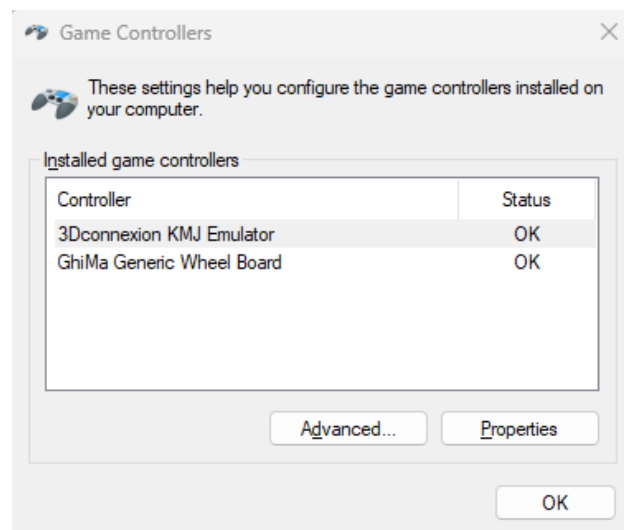 Game Controllers
These settings help you configure the game controllers installed on
your computer.
Installed game controllers
Controller Status
3Dconnexion KMJ Emulator OK
GhiMa Generic Wheel Board OK
Advanced... Properties
OK